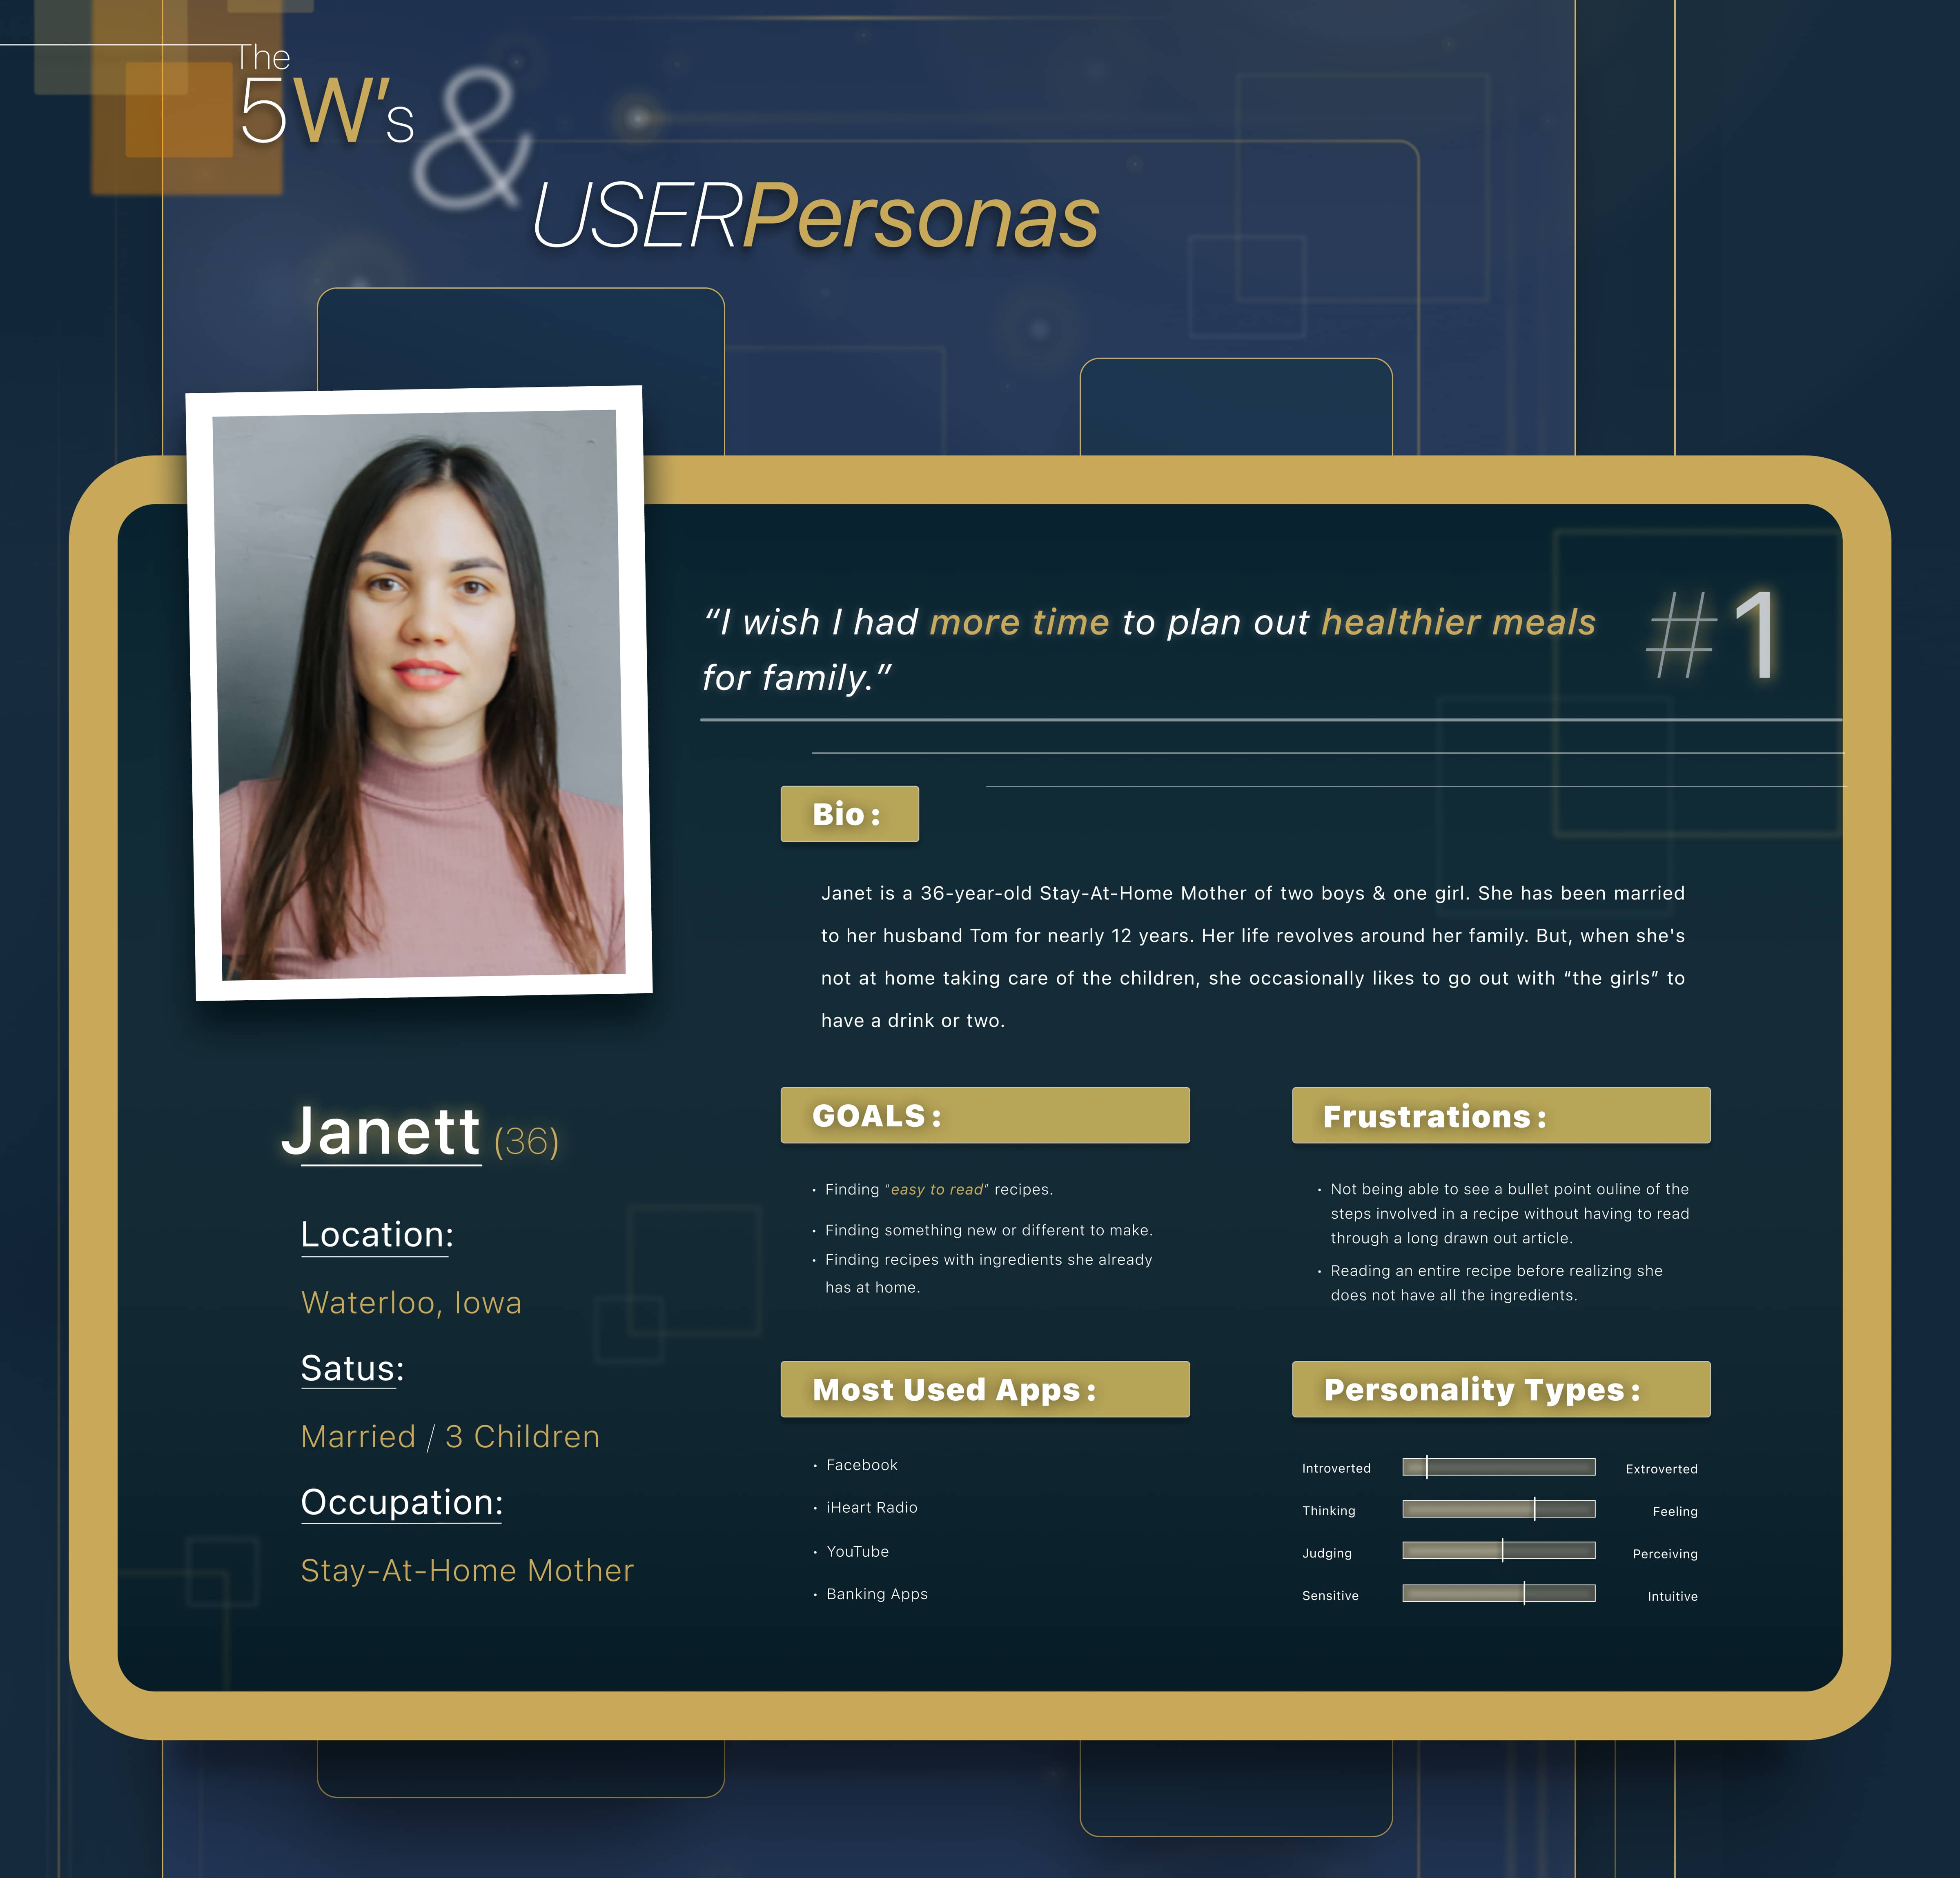 The
5W's
&
USERPersonas
“I wish I had more time to plan out healthier meals
for family.”
#1
Bio:
Janet is a 36-year-old Stay-At-Home Mother of two boys & one girl. She has been married
to her husband Tom for nearly 12 years. Her life revolves around her family. But, when she's
not at home taking care of the children, she occasionally likes to go out with “the girls” to
have a drink or two.
Janett (36)
Location:
Waterloo, Iowa
Satus:
Married / 3 Children
Occupation:
Stay-At-Home Mother
GOALS:
• Finding “easy to read” recipes.
• Finding something new or different to make.
• Finding recipes with ingredients she already
has at home.
Frustrations:
• Not being able to see a bullet point ouline of the
steps involved in a recipe without having to read
through a long drawn out article.
• Reading an entire recipe before realizing she
does not have all the ingredients.
Most Used Apps:
• Facebook
• iHeart Radio
• YouTube
• Banking Apps
Personality Types:
Introverted Extroverted
Thinking Feeling
Judging Perceiving
Sensitive Intuitive